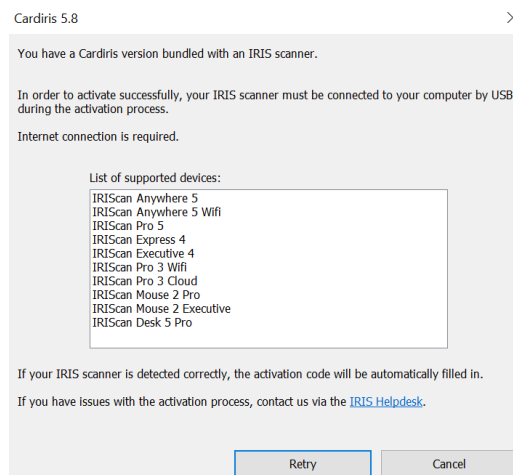 Cardiris 5.8
You have a Cardiris version bundled with an IRIS scanner.
In order to activate successfully, your IRIS scanner must be connected to your computer by USB
during the activation process.
Internet connection is required.
List of supported devices:
IRIScan Anywhere 5
IRIScan Anywhere 5 Wifi
IRIScan Pro 5
IRIScan Express 4
IRIScan Executive 4
IRIScan Pro 3 Wifi
IRIScan Pro 3 Cloud
IRIScan Mouse 2 Pro
IRIScan Mouse 2 Executive
IRIScan Desk 5 Pro
If your IRIS scanner is detected correctly, the activation code will be automatically filled in.
If you have issues with the activation process, contact us via the IRIS Helpdesk.
Retry Cancel